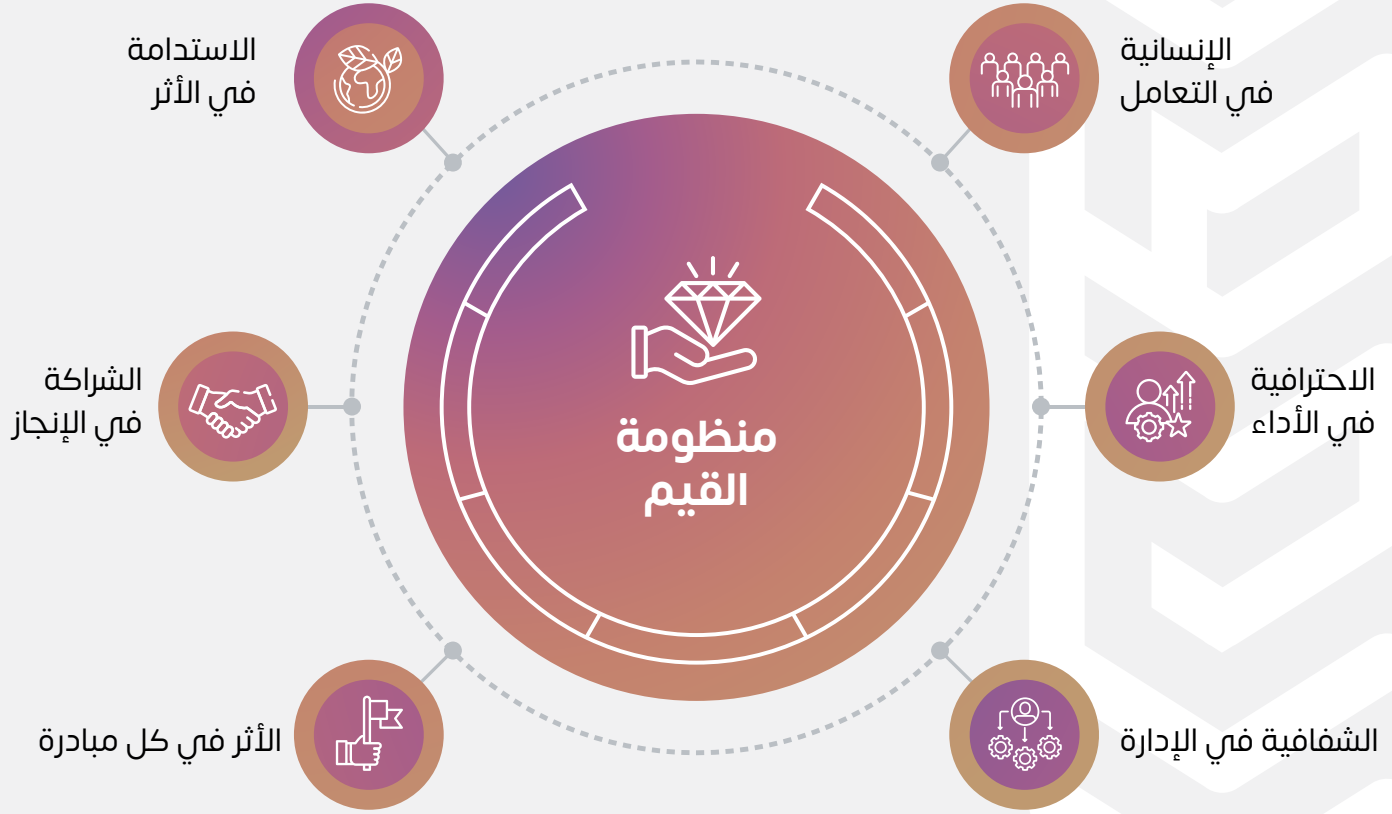 منظومة
القيم
الإنسانية
في التعامل
الاحترافية
في الأداء
الشفافية في الإدارة
الاستدامة
في الأثر
الشراكة
في الإنجاز
الأثر في كل مبادرة